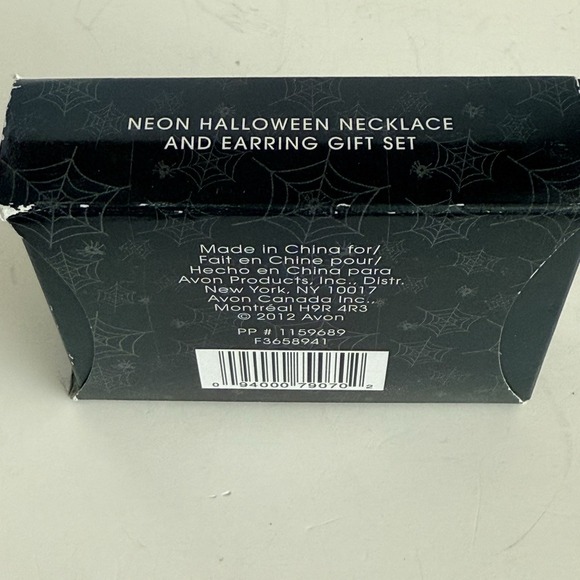 NEON HALLOWEEN NECKLACE
AND EARRING GIFT SET
Made in China for/
Fait en Chine pour/
Hecho en China para
Avon Products, Inc., Distr.
New York, NY 10017
Avon Canada Inc.,
Montréal H9R 4R3
© 2012 Avon
PP # 1159689
F3658941
0 94000 79070 2